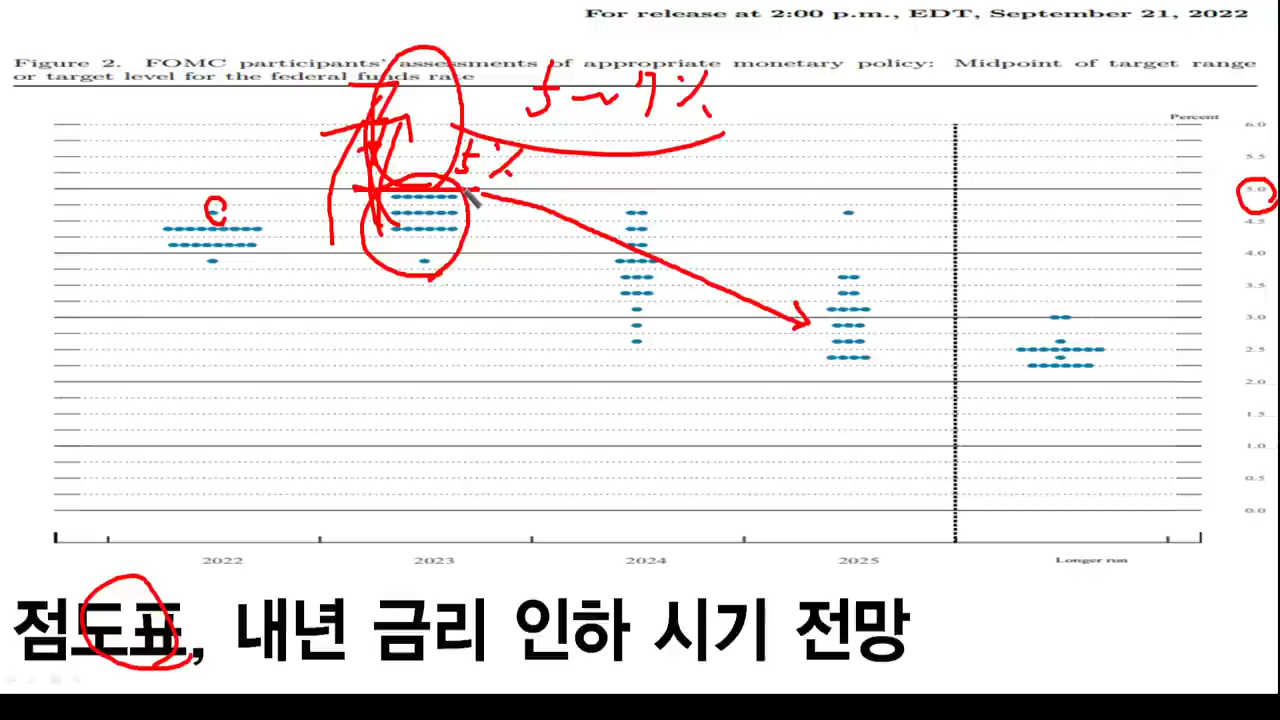 For release at 2:00 p.m., EDT, September 21, 2022
Figure 2. FOMC participants' assessments of appropriate monetary policy: Midpoint of target range
or target level for the federal funds rate
5~7%
Percent
6.0
5.5
5%
5.0
4.5
4.0
3.5
3.0
2.5
2.0
1.5
1.0
0.5
0.0
2022 2023 2024 2025 Longer run
점도표, 내년 금리 인하 시기 전망